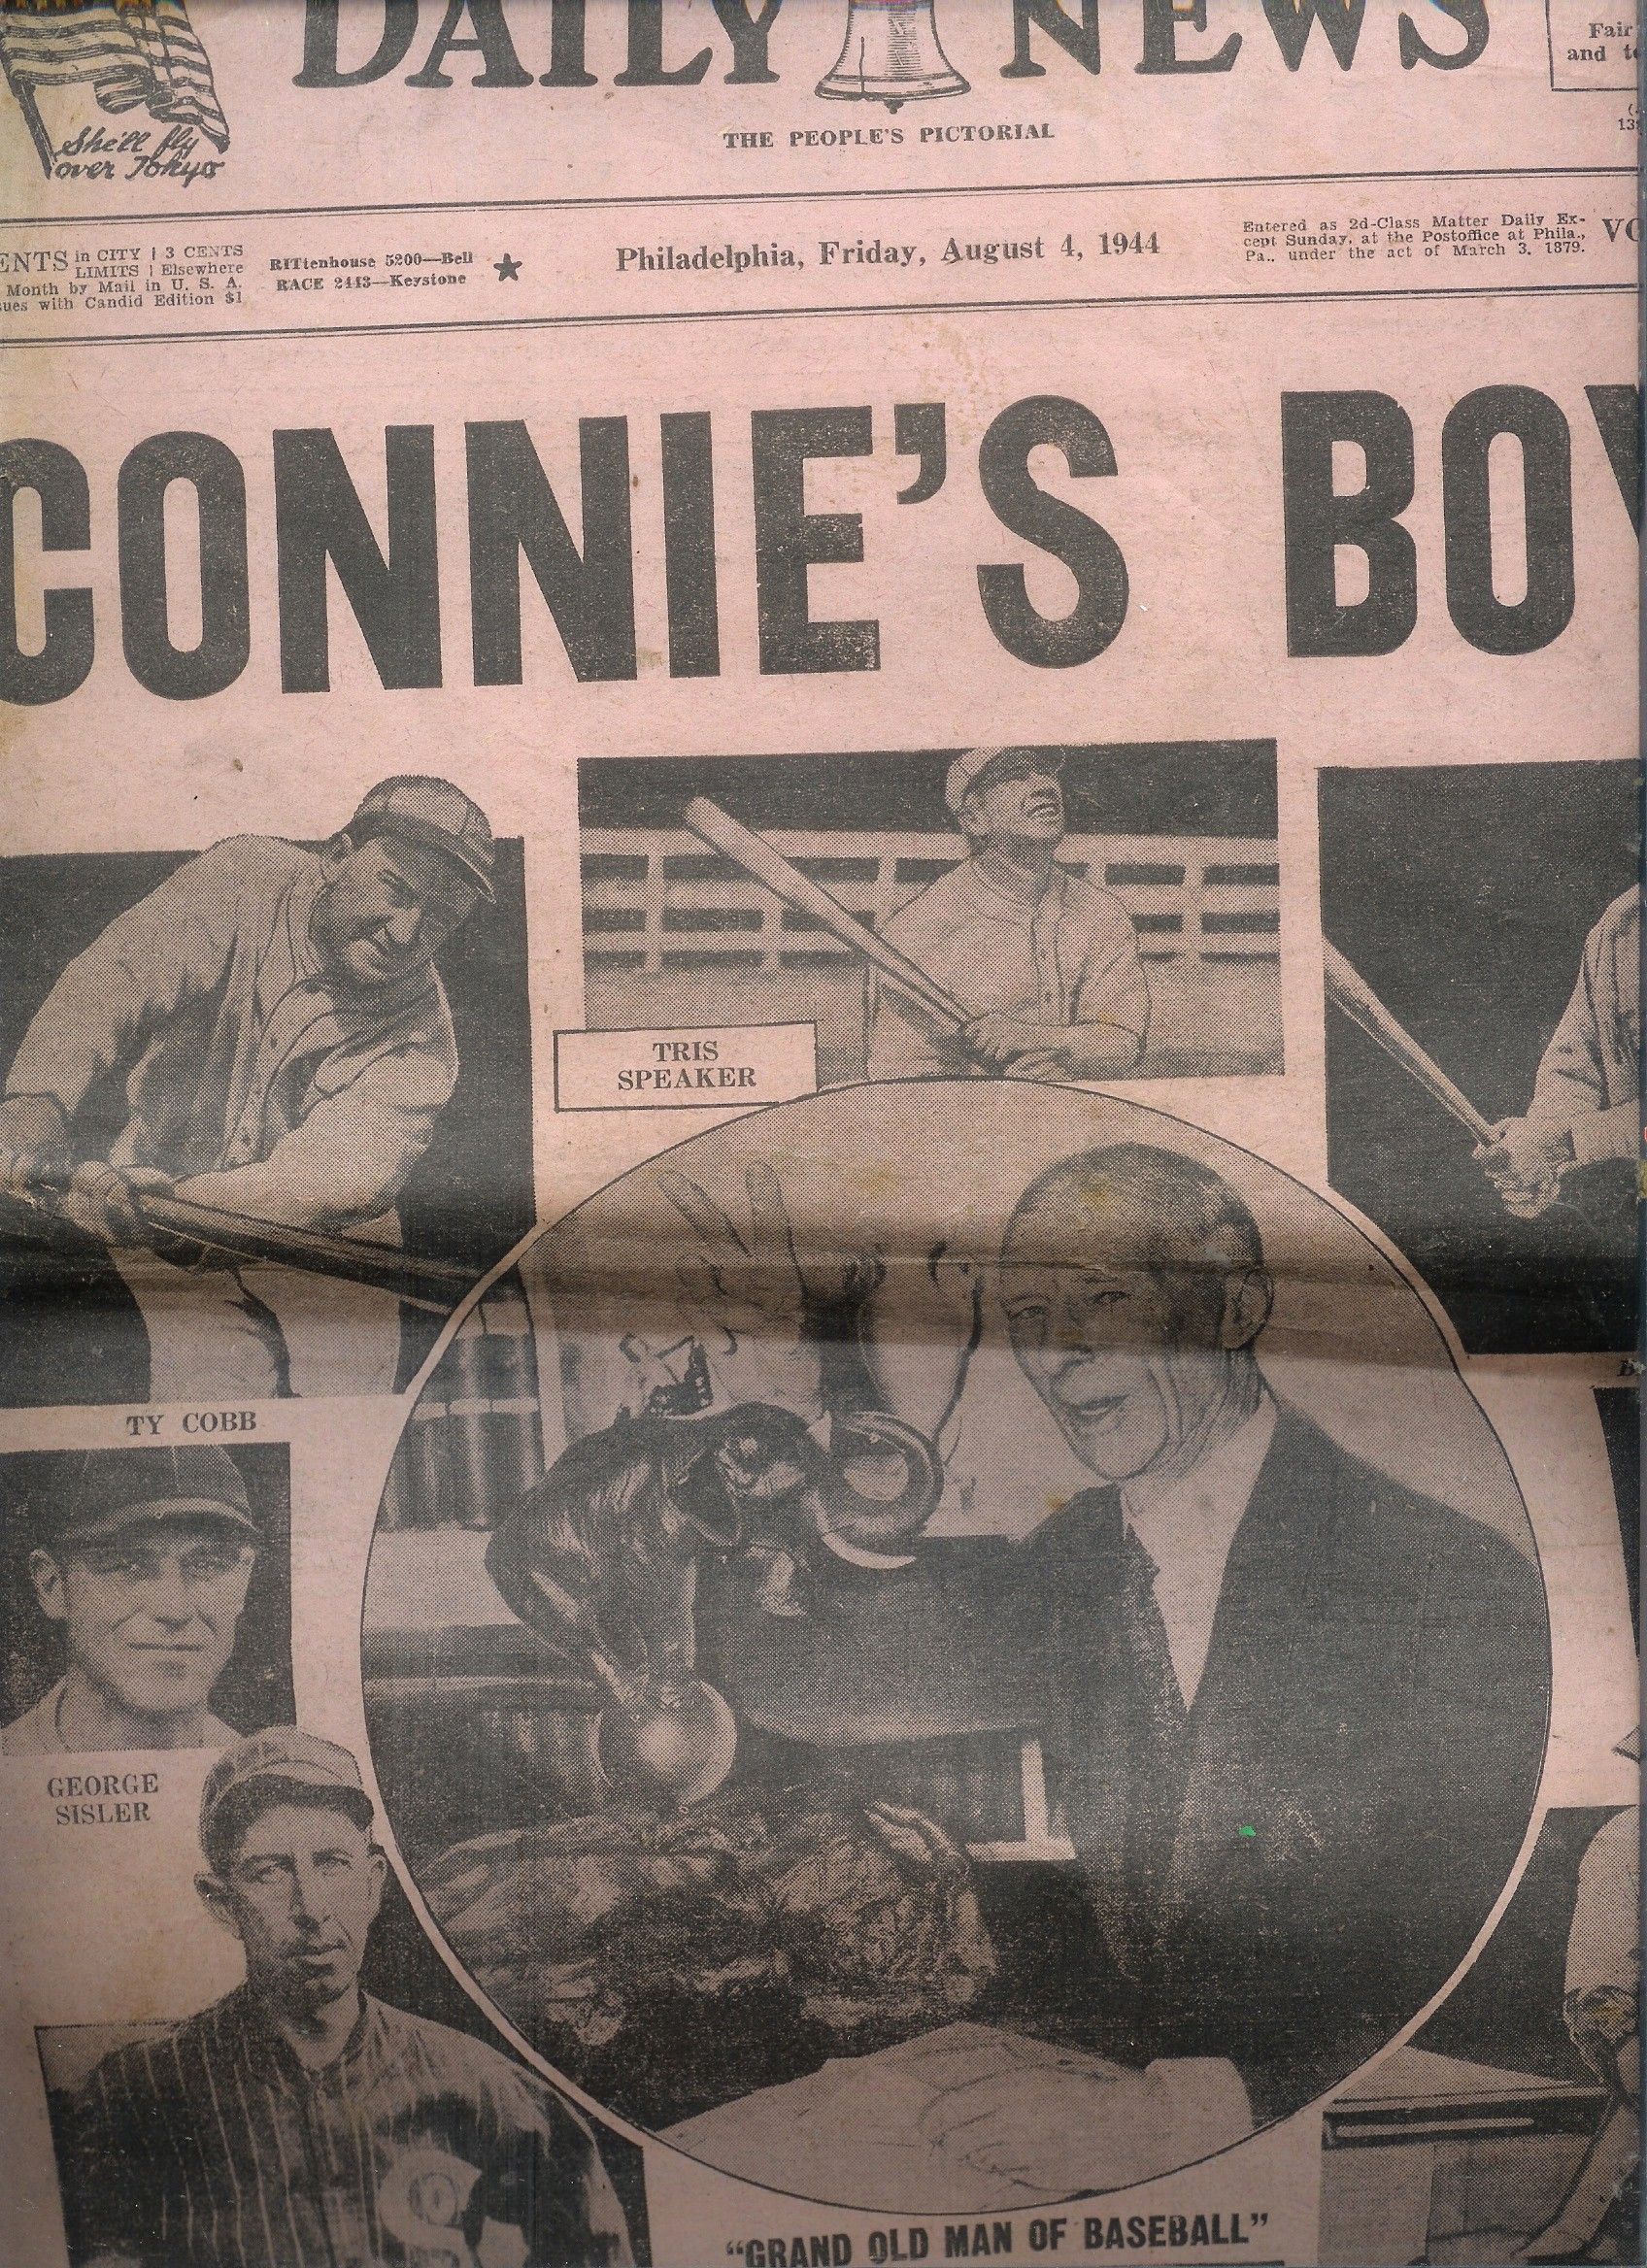 DAILY NEWS
She'll fly
over Tokyo
THE PEOPLE'S PICTORIAL
Fair
and
ENTS in CITY | 3 CENTS
LIMITS | Elsewhere
Month by Mail in U. S. A.
sues with Candid Edition $1
RITtenhouse 5200—Bell
RACE 2443—Keystone
★
Philadelphia, Friday, August 4, 1944
Entered as 2d-Class Matter Daily Ex-
cept Sunday, at the Postoffice at Phila.,
Pa., under the act of March 3, 1879.
CONNIE'S BOY
TRIS
SPEAKER
TY COBB
GEORGE
SISLER
"GRAND OLD MAN OF BASEBALL"